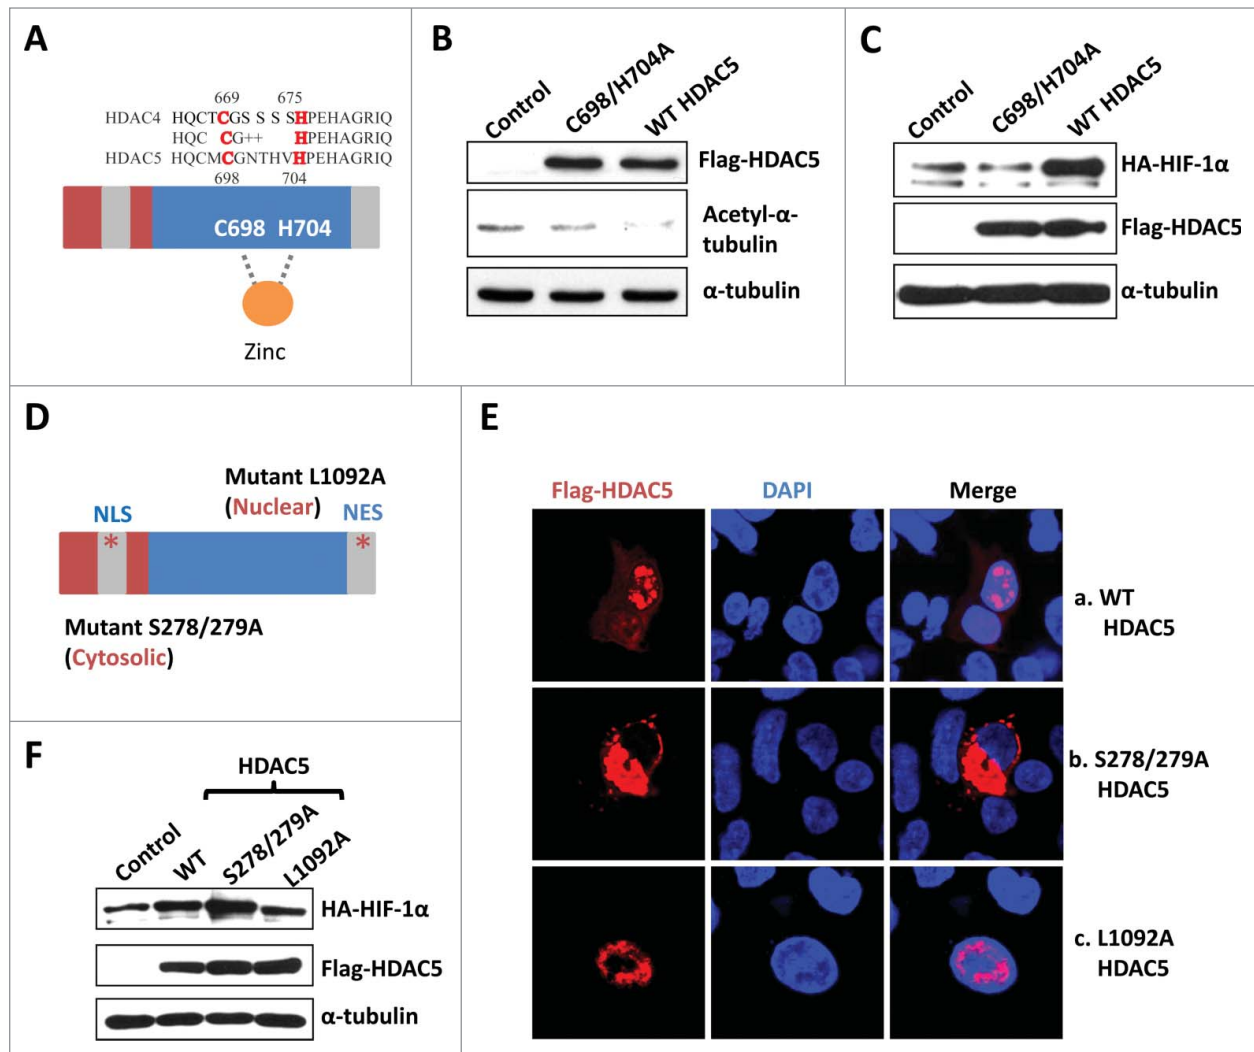 A
669 675
HDAC4 HQCTCGS S S SHPEHAGRIQ
HQC CG++ HPEHAGRIQ
HDAC5 HQCMCGNTHVHPEHAGRIQ
698 704
C698 H704
Zinc
B
Control
C698/H704A
WT HDAC5
Flag-HDAC5
Acetyl-α-
tubulin
α-tubulin
C
Control
C698/H704A
WT HDAC5
HA-HIF-1α
Flag-HDAC5
α-tubulin
D
Mutant L1092A
(Nuclear)
NLS
NES
*
*
Mutant S278/279A
(Cytosolic)
E
Flag-HDAC5
DAPI
Merge
a. WT
HDAC5
b. S278/279A
HDAC5
c. L1092A
HDAC5
F
HDAC5
Control
WT
S278/279A
L1092A
HA-HIF-1α
Flag-HDAC5
α-tubulin